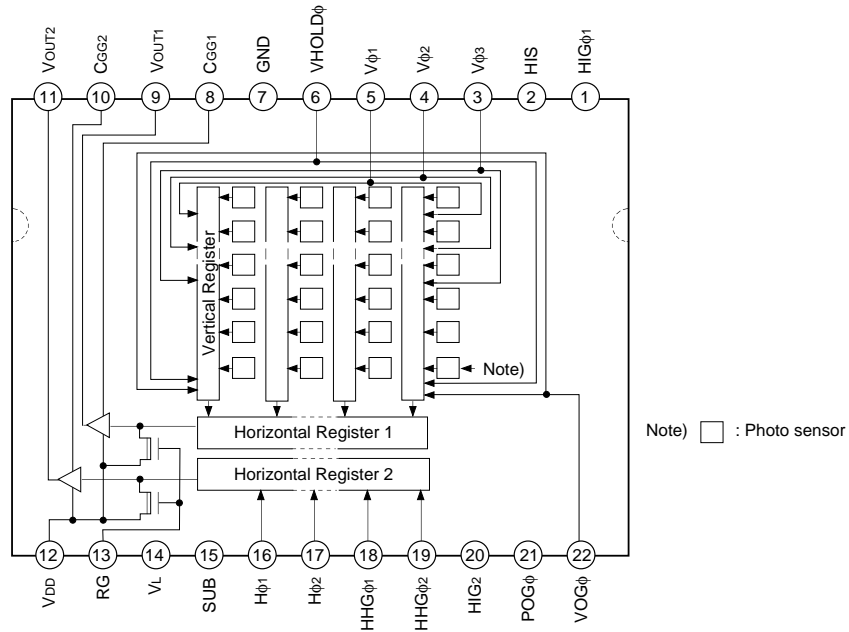 VOUT2
CGG2
VOUT1
CGG1
GND
VHOLDϕ
Vϕ1
Vϕ2
Vϕ3
HIS
HIGϕ1
11
10
9
8
7
6
5
4
3
2
1
Vertical Register
Note)
Horizontal Register 1
Note) : Photo sensor
Horizontal Register 2
12
13
14
15
16
17
18
19
20
21
22
VDD
RG
VL
SUB
Hϕ1
Hϕ2
HHGϕ1
HHGϕ2
HIG2
POGϕ
VOGϕ